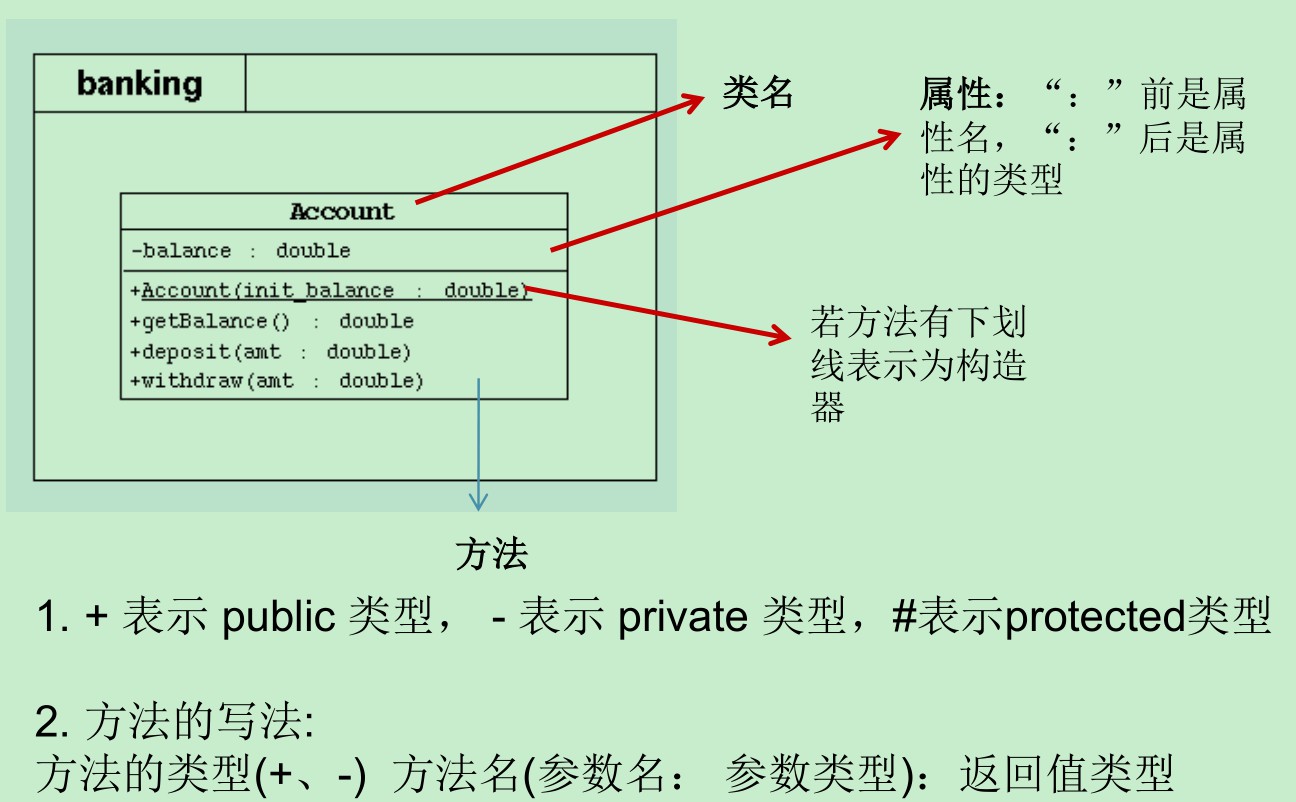 banking
Account
-balance : double
+Account(init_balance : double)
+getBalance() : double
+deposit(amt : double)
+withdraw(amt : double)
类名
属性：“：”前是属
性名，“：”后是属
性的类型
若方法有下划
线表示为构造
器
方法
1. + 表示 public 类型， - 表示 private 类型，#表示protected类型
2. 方法的写法:
方法的类型(+、-) 方法名(参数名： 参数类型)：返回值类型